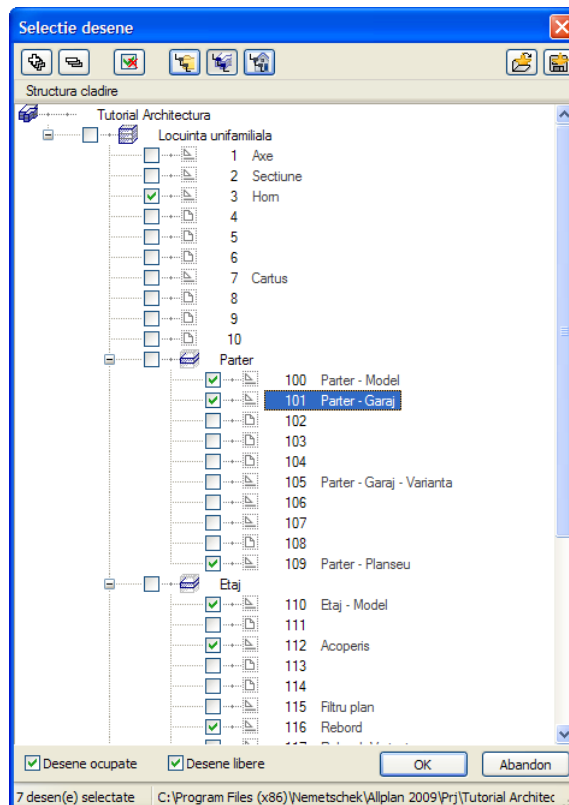 Selectie desene
Structura cladire
Tutorial Architectura
Locuinta unifamiliala
1 Axe
2 Sectiune
3 Horn
4
5
6
7 Cartus
8
9
10
Parter
100 Parter - Model
101 Parter - Garaj
102
103
104
105 Parter - Garaj - Varianta
106
107
108
109 Parter - Planseu
Etaj
110 Etaj - Model
111
112 Acoperis
113
114
115 Filtru plan
116 Rebord
117
Desene ocupate Desene libere OK Abandon
7 desen(e) selectate C:\Program Files (x86)\Nemetschek\Allplan 2009\Prj\Tutorial Architec